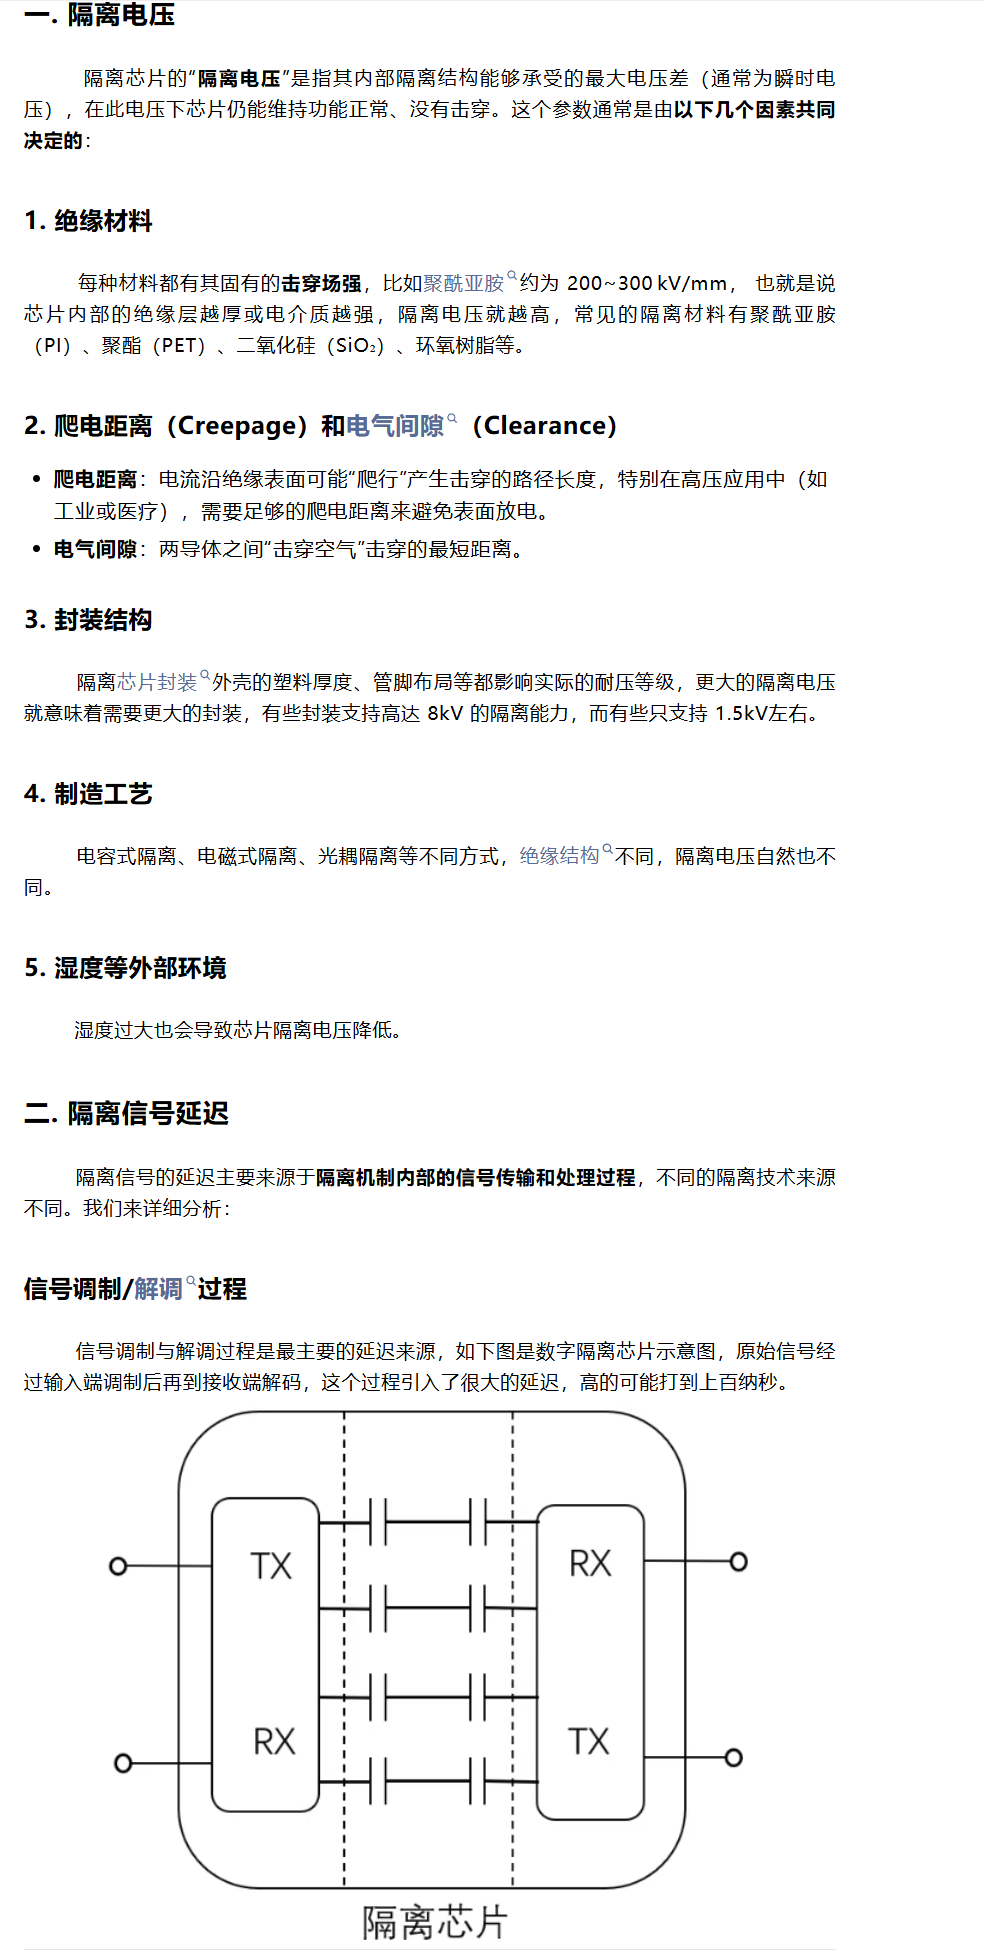 一. 隔离电压
隔离芯片的“隔离电压”是指其内部隔离结构能够承受的最大电压差（通常为瞬时电
压），在此电压下芯片仍能维持功能正常、没有击穿。这个参数通常是由以下几个因素共同
决定的：
1. 绝缘材料
每种材料都有其固有的击穿场强，比如聚酰亚胺约为 200~300 kV/mm， 也就是说
芯片内部的绝缘层越厚或电介质越强，隔离电压就越高，常见的隔离材料有聚酰亚胺
（PI）、聚酯（PET）、二氧化硅（SiO₂）、环氧树脂等。
2. 爬电距离（Creepage）和电气间隙（Clearance）
• 爬电距离：电流沿绝缘表面可能“爬行”产生击穿的路径长度，特别在高压应用中（如
工业或医疗），需要足够的爬电距离来避免表面放电。
• 电气间隙：两导体之间“击穿空气”击穿的最短距离。
3. 封装结构
隔离芯片封装外壳的塑料厚度、管脚布局等都影响实际的耐压等级，更大的隔离电压
就意味着需要更大的封装，有些封装支持高达 8kV 的隔离能力，而有些只支持 1.5kV左右。
4. 制造工艺
电容式隔离、电磁式隔离、光耦隔离等不同方式，绝缘结构不同，隔离电压自然也不
同。
5. 湿度等外部环境
湿度过大也会导致芯片隔离电压降低。
二. 隔离信号延迟
隔离信号的延迟主要来源于隔离机制内部的信号传输和处理过程，不同的隔离技术来源
不同。我们来详细分析：
信号调制/解调过程
信号调制与解调过程是最主要的延迟来源，如下图是数字隔离芯片示意图，原始信号经
过输入端调制后再到接收端解码，这个过程引入了很大的延迟，高的可能打到上百纳秒。
TX
RX
RX
TX
隔离芯片